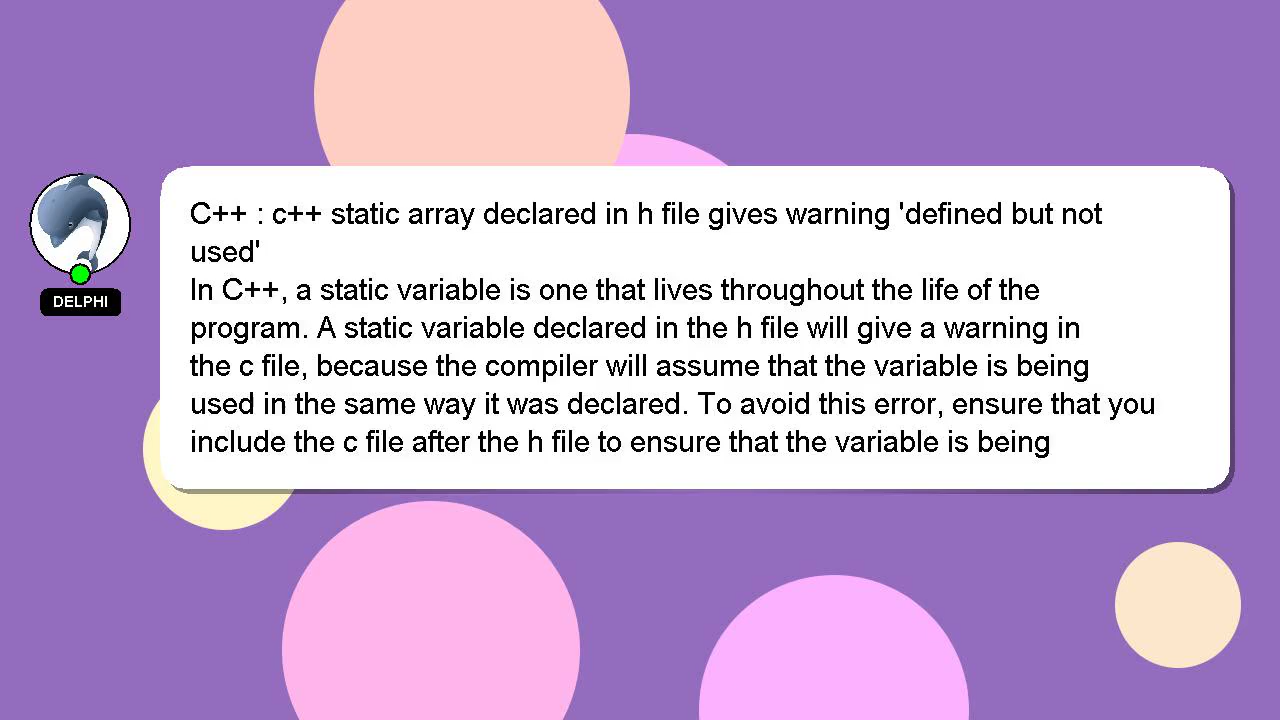 C++ : c++ static array declared in h file gives warning 'defined but not
used'
In C++, a static variable is one that lives throughout the life of the
program. A static variable declared in the h file will give a warning in
the c file, because the compiler will assume that the variable is being
used in the same way it was declared. To avoid this error, ensure that you
include the c file after the h file to ensure that the variable is being
DELPHI